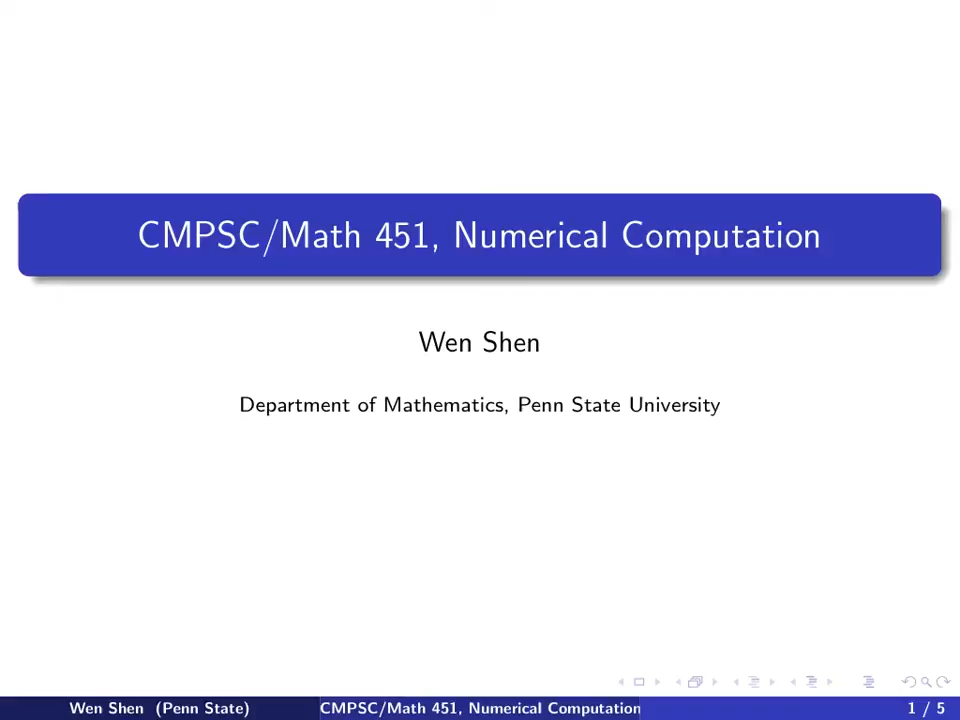 CMPSC/Math 451, Numerical Computation
Wen Shen
Department of Mathematics, Penn State University
Wen Shen (Penn State) CMPSC/Math 451, Numerical Computation 1 / 5